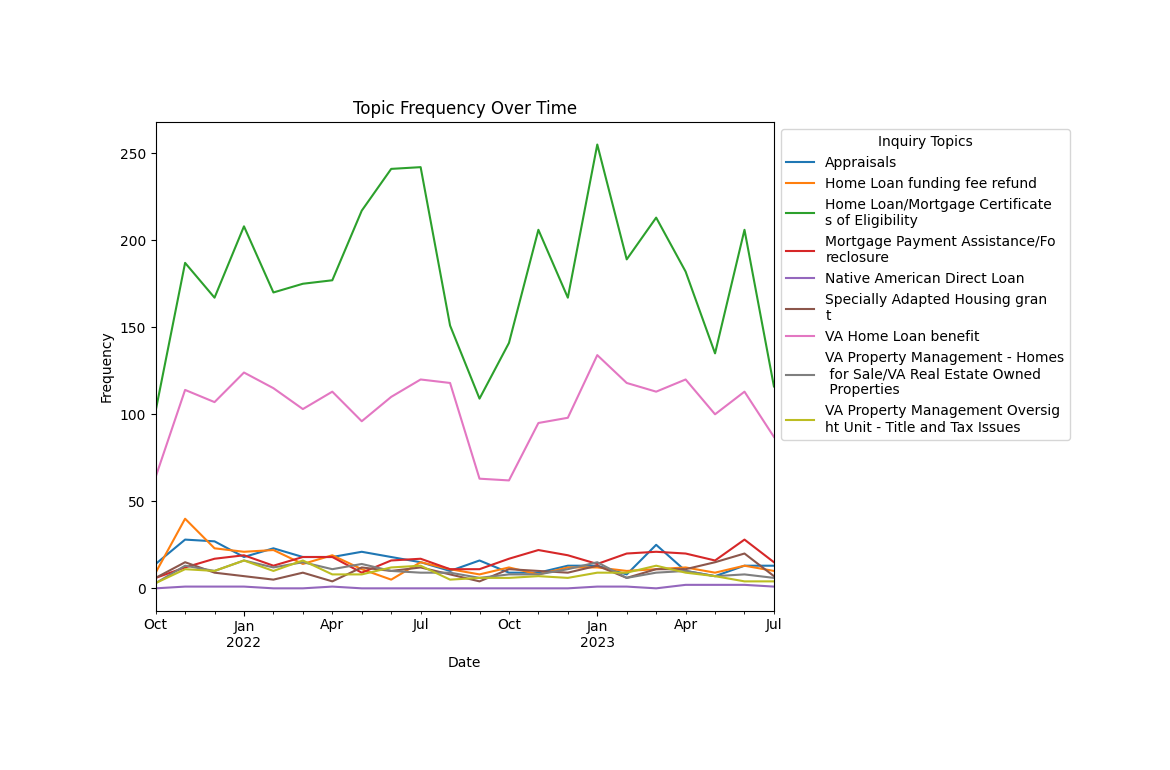 Topic Frequency Over Time
Frequency
250
200
150
100
50
0
Oct
Jan
2022
Apr
Jul
Oct
Jan
2023
Apr
Jul
Date
Inquiry Topics
Appraisals
Home Loan funding fee refund
Home Loan/Mortgage Certificate
s of Eligibility
Mortgage Payment Assistance/Fo
reclosure
Native American Direct Loan
Specially Adapted Housing gran
t
VA Home Loan benefit
VA Property Management - Homes
for Sale/VA Real Estate Owned
Properties
VA Property Management Oversig
ht Unit - Title and Tax Issues